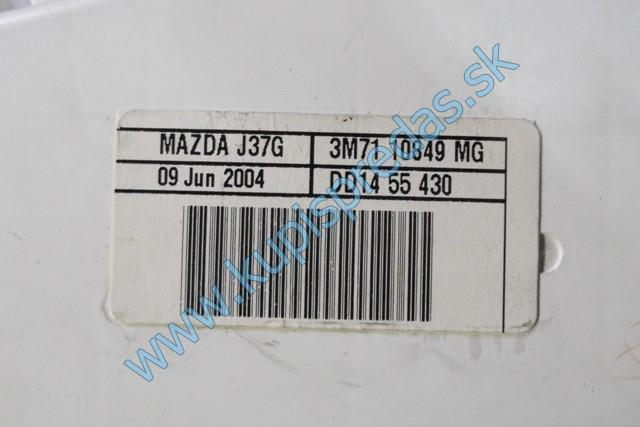 MAZDA J37G 3M71 10849 MG
09 Jun 2004 DD14 55 430
www.kupispredas.sk